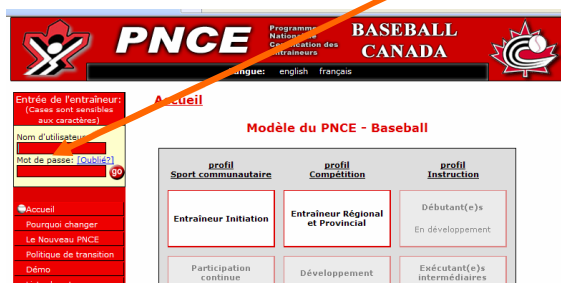 PNCE
Programme
National de
Certification des
Entraîneurs
BASEBALL
CANADA
Langue: english français
Entrée de l'entraîneur:
(Cases sont sensibles
aux caractères)
Nom d'utilisateur:
Mot de passe: [Oublié?]
go
Accueil
Pourquoi changer
Le Nouveau PNCE
Politique de transition
Démo
Accueil
Modèle du PNCE - Baseball
profil
Sport communautaire
profil
Compétition
profil
Instruction
Entraîneur Initiation
Entraîneur Régional
et Provincial
Débutant(e)s
En développement
Participation
continue
Développement
Exécutant(e)s
intermédiaires